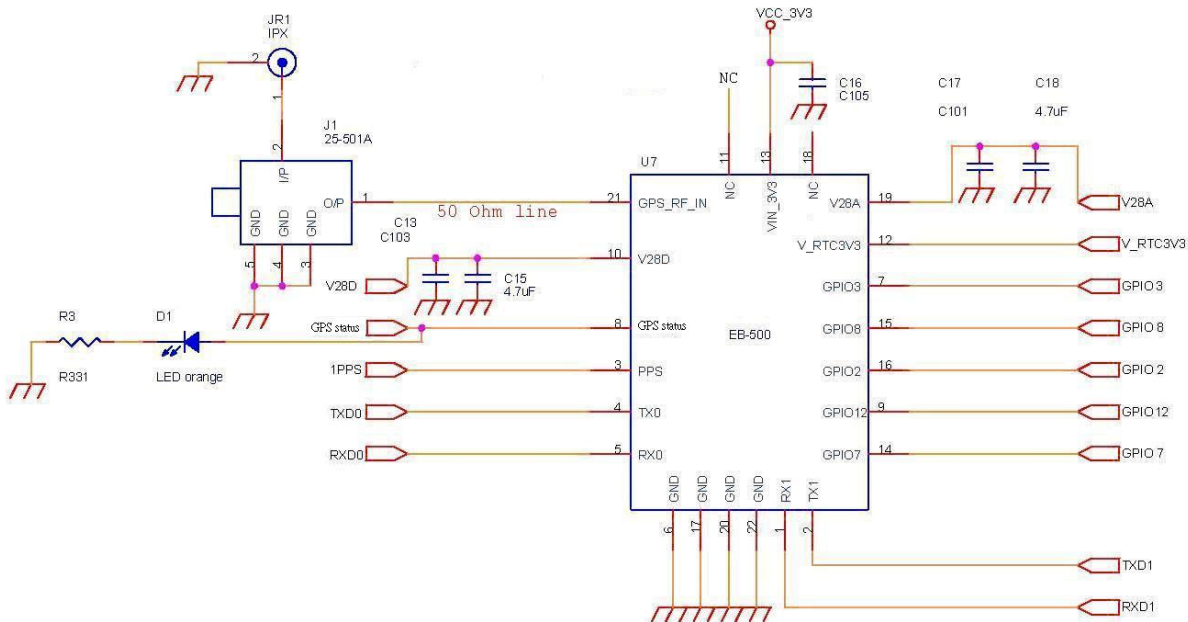 JR1
IPX
2
1
J1
25-501A
2
I/P
O/P
1
GND
GND
GND
5
4
3
50 Ohm line
C13
C103
V28D
C15
4.7uF
R3
R331
D1
LED orange
GPS status
1PPS
TXD0
RXD0
VCC_3V3
NC
C16
C105
C17
C101
C18
4.7uF
U7
EB-500
11
NC
13
VIN_3V3
18
NC
21
GPS_RF_IN
10
V28D
8
GPS status
3
PPS
4
TX0
5
RX0
V28A
19
V28A
V_RTC3V3
12
V_RTC3V3
GPIO3
7
GPIO 3
GPIO8
15
GPIO 8
GPIO2
16
GPIO 2
GPIO12
9
GPIO12
GPIO7
14
GPIO 7
GND
GND
GND
GND
RX1
TX1
6
17
20
22
1
2
TXD1
RXD1